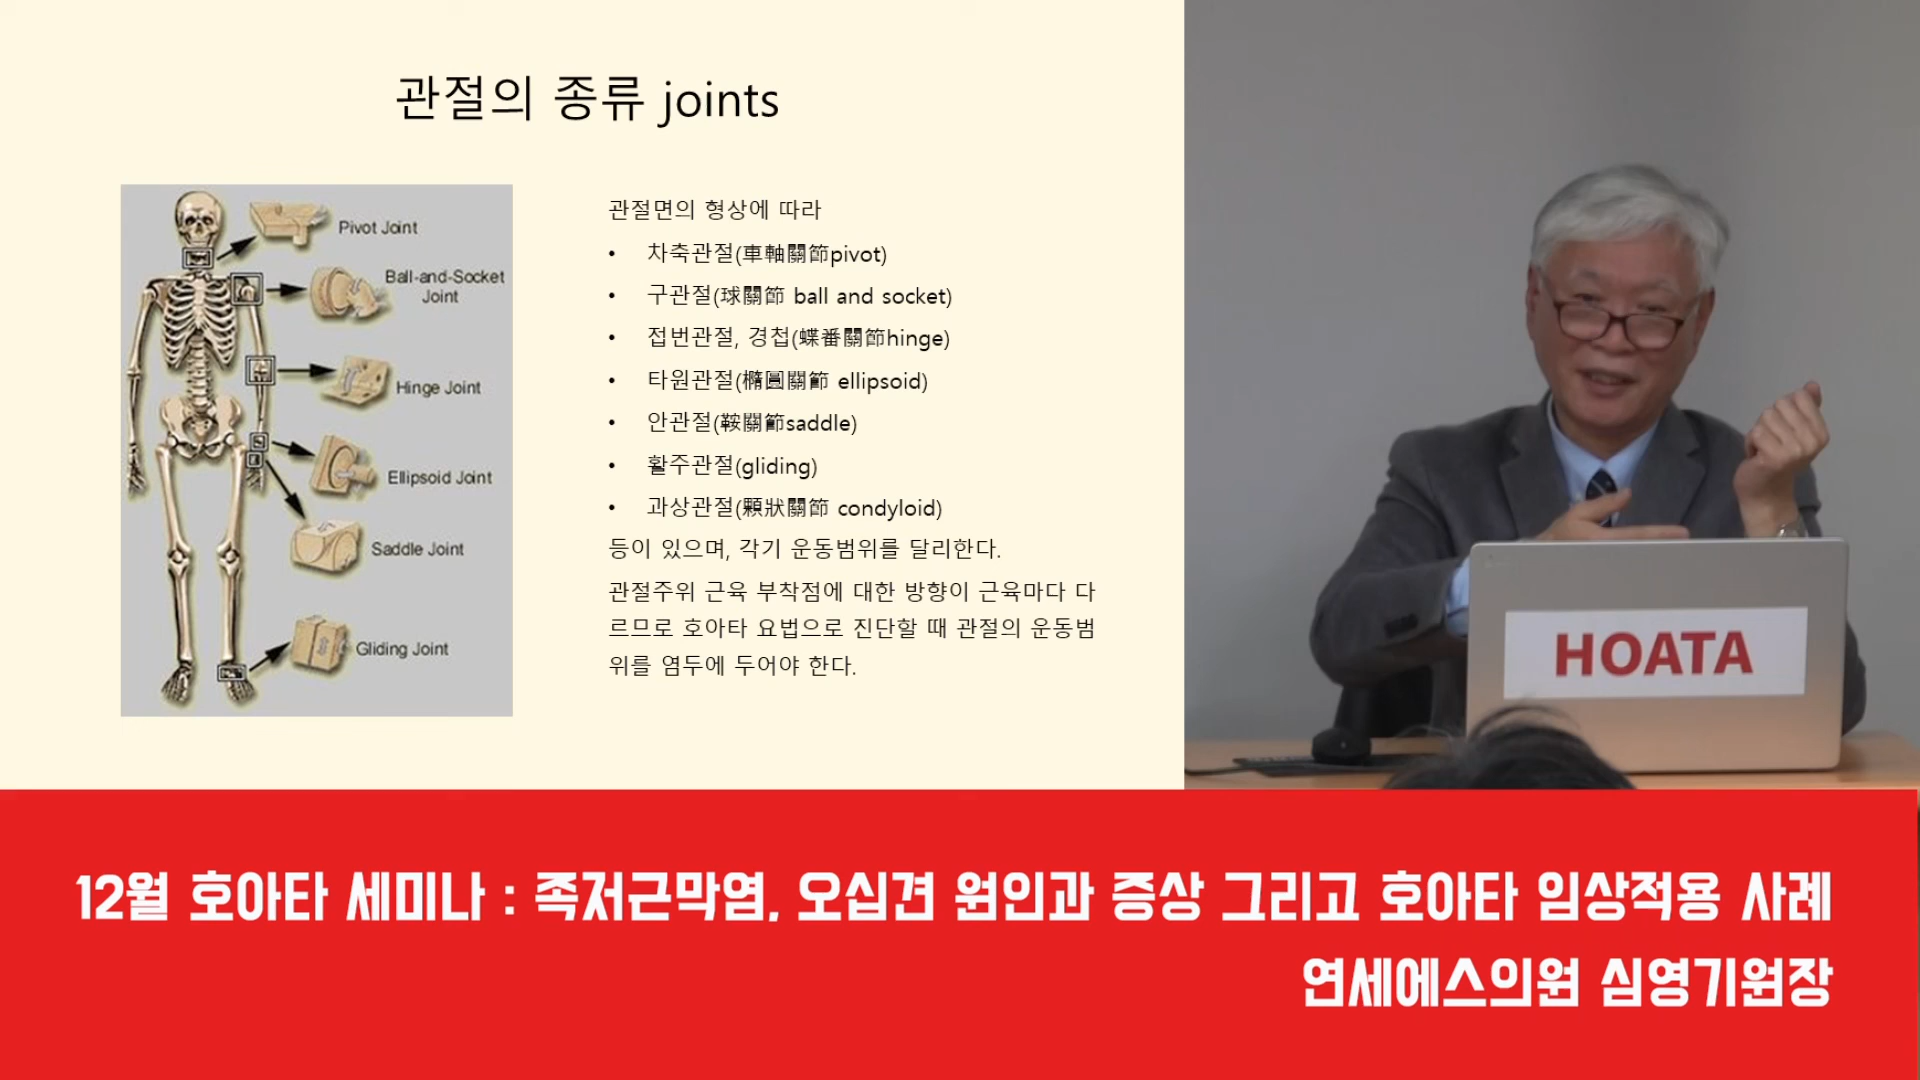 관절의 종류 joints
Pivot Joint
Ball-and-Socket
Joint
Hinge Joint
Ellipsoid Joint
Saddle Joint
Gliding Joint
관절면의 형상에 따라
• 차축관절(車軸關節pivot)
• 구관절(球關節 ball and socket)
• 접번관절, 경첩(蝶番關節hinge)
• 타원관절(橢圓關節 ellipsoid)
• 안관절(鞍關節saddle)
• 활주관절(gliding)
• 과상관절(顆狀關節 condyloid)
등이 있으며, 각기 운동범위를 달리한다.
관절주위 근육 부착점에 대한 방향이 근육마다 다
르므로 호아타 요법으로 진단할 때 관절의 운동범
위를 염두에 두어야 한다.
HOATA
12월 호아타 세미나 : 족저근막염, 오십견 원인과 증상 그리고 호아타 임상적용 사례
연세에스의원 심영기원장